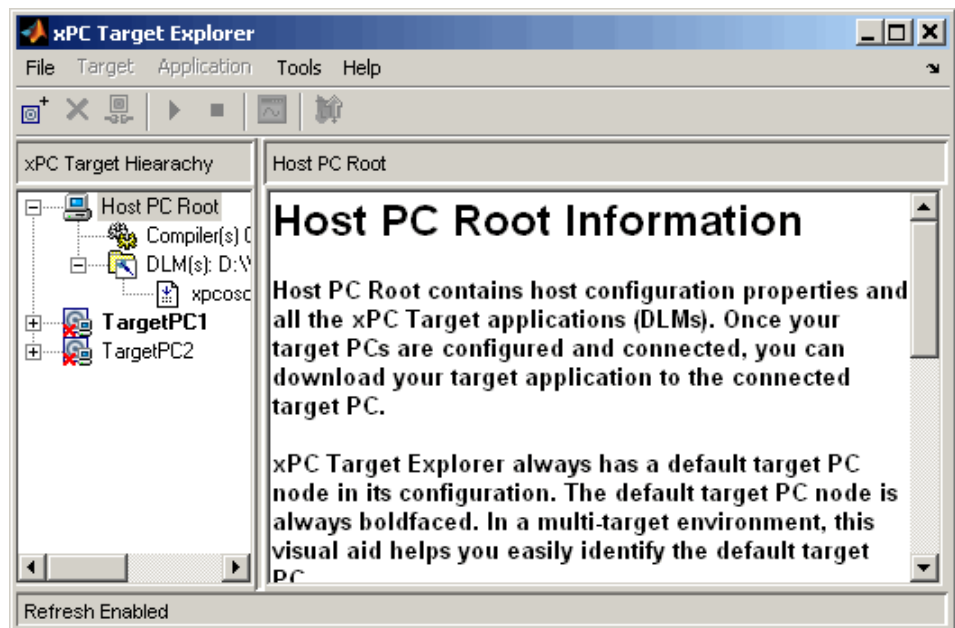 xPC Target Explorer
File Target Application Tools Help
xPC Target Hiearachy
Host PC Root
Host PC Root
Compiler(s)
DLM(s): D:\
xpcosc
TargetPC1
TargetPC2
Host PC Root Information
Host PC Root contains host configuration properties and
all the xPC Target applications (DLMs). Once your
target PCs are configured and connected, you can
download your target application to the connected
target PC.
xPC Target Explorer always has a default target PC
node in its configuration. The default target PC node is
always boldfaced. In a multi-target environment, this
visual aid helps you easily identify the default target
PC
Refresh Enabled